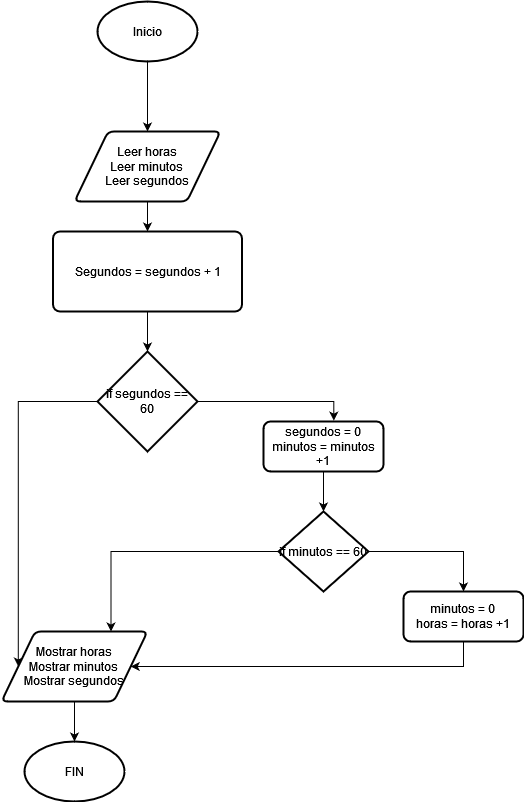 Inicio
Leer horas
Leer minutos
Leer segundos
Segundos = segundos + 1
if segundos ==
60
segundos = 0
minutos = minutos
+1
if minutos == 60
minutos = 0
horas = horas +1
Mostrar horas
Mostrar minutos
Mostrar segundos
FIN